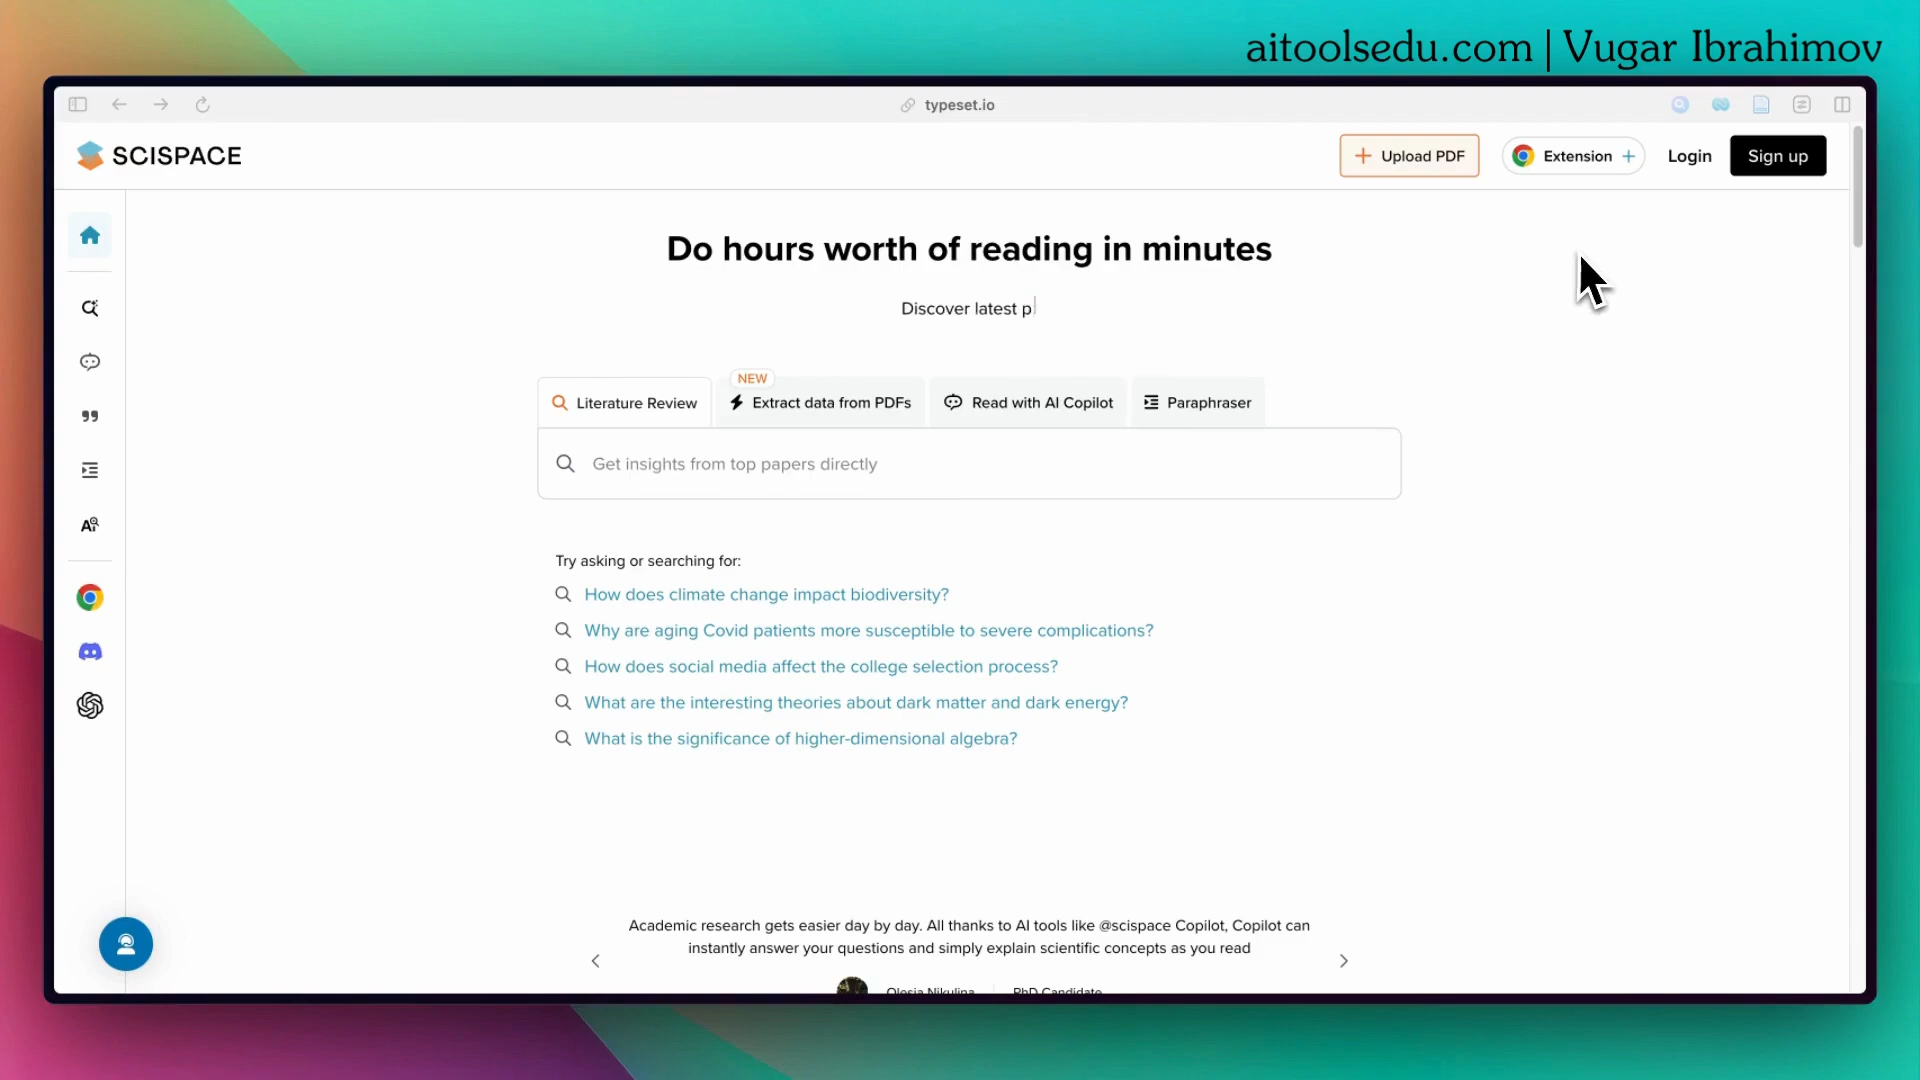 aitoolsedu.com | Vugar Ibrahimov
typeset.io
SCISPACE
Upload PDF
Extension
Login
Sign up
Do hours worth of reading in minutes
Discover latest p
NEW
Literature Review
Extract data from PDFs
Read with AI Copilot
Paraphraser
Get insights from top papers directly
Try asking or searching for:
How does climate change impact biodiversity?
Why are aging Covid patients more susceptible to severe complications?
How does social media affect the college selection process?
What are the interesting theories about dark matter and dark energy?
What is the significance of higher-dimensional algebra?
Academic research gets easier day by day. All thanks to AI tools like @scispace Copilot, Copilot can
instantly answer your questions and simply explain scientific concepts as you read
Olesia Nikulina
PhD Candidate